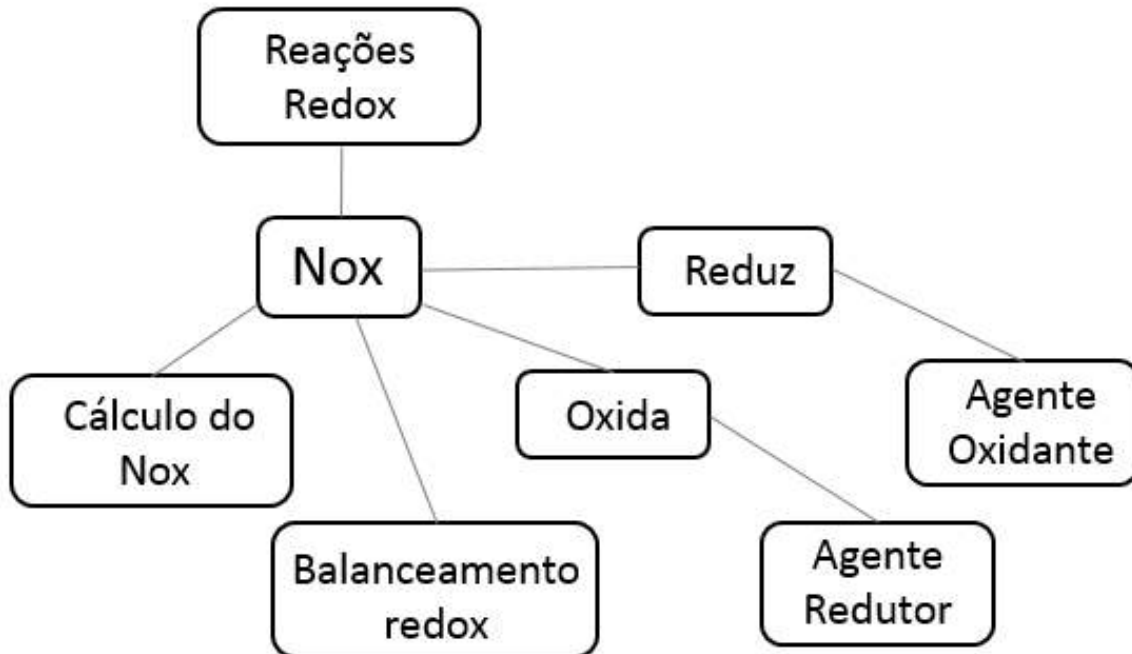 Reações
Redox
Nox
Reduz
Cálculo do
Nox
Oxida
Agente
Oxidante
Balanceamento
redox
Agente
Redutor